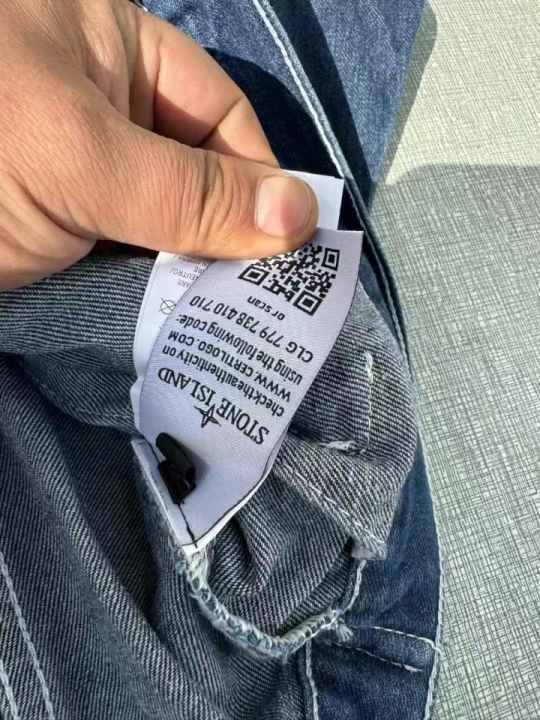 STONE ISLAND
check the authenticity on
WWW. CERTILOGO. COM
using the following code:
CLG 779 738 410 710
or scan